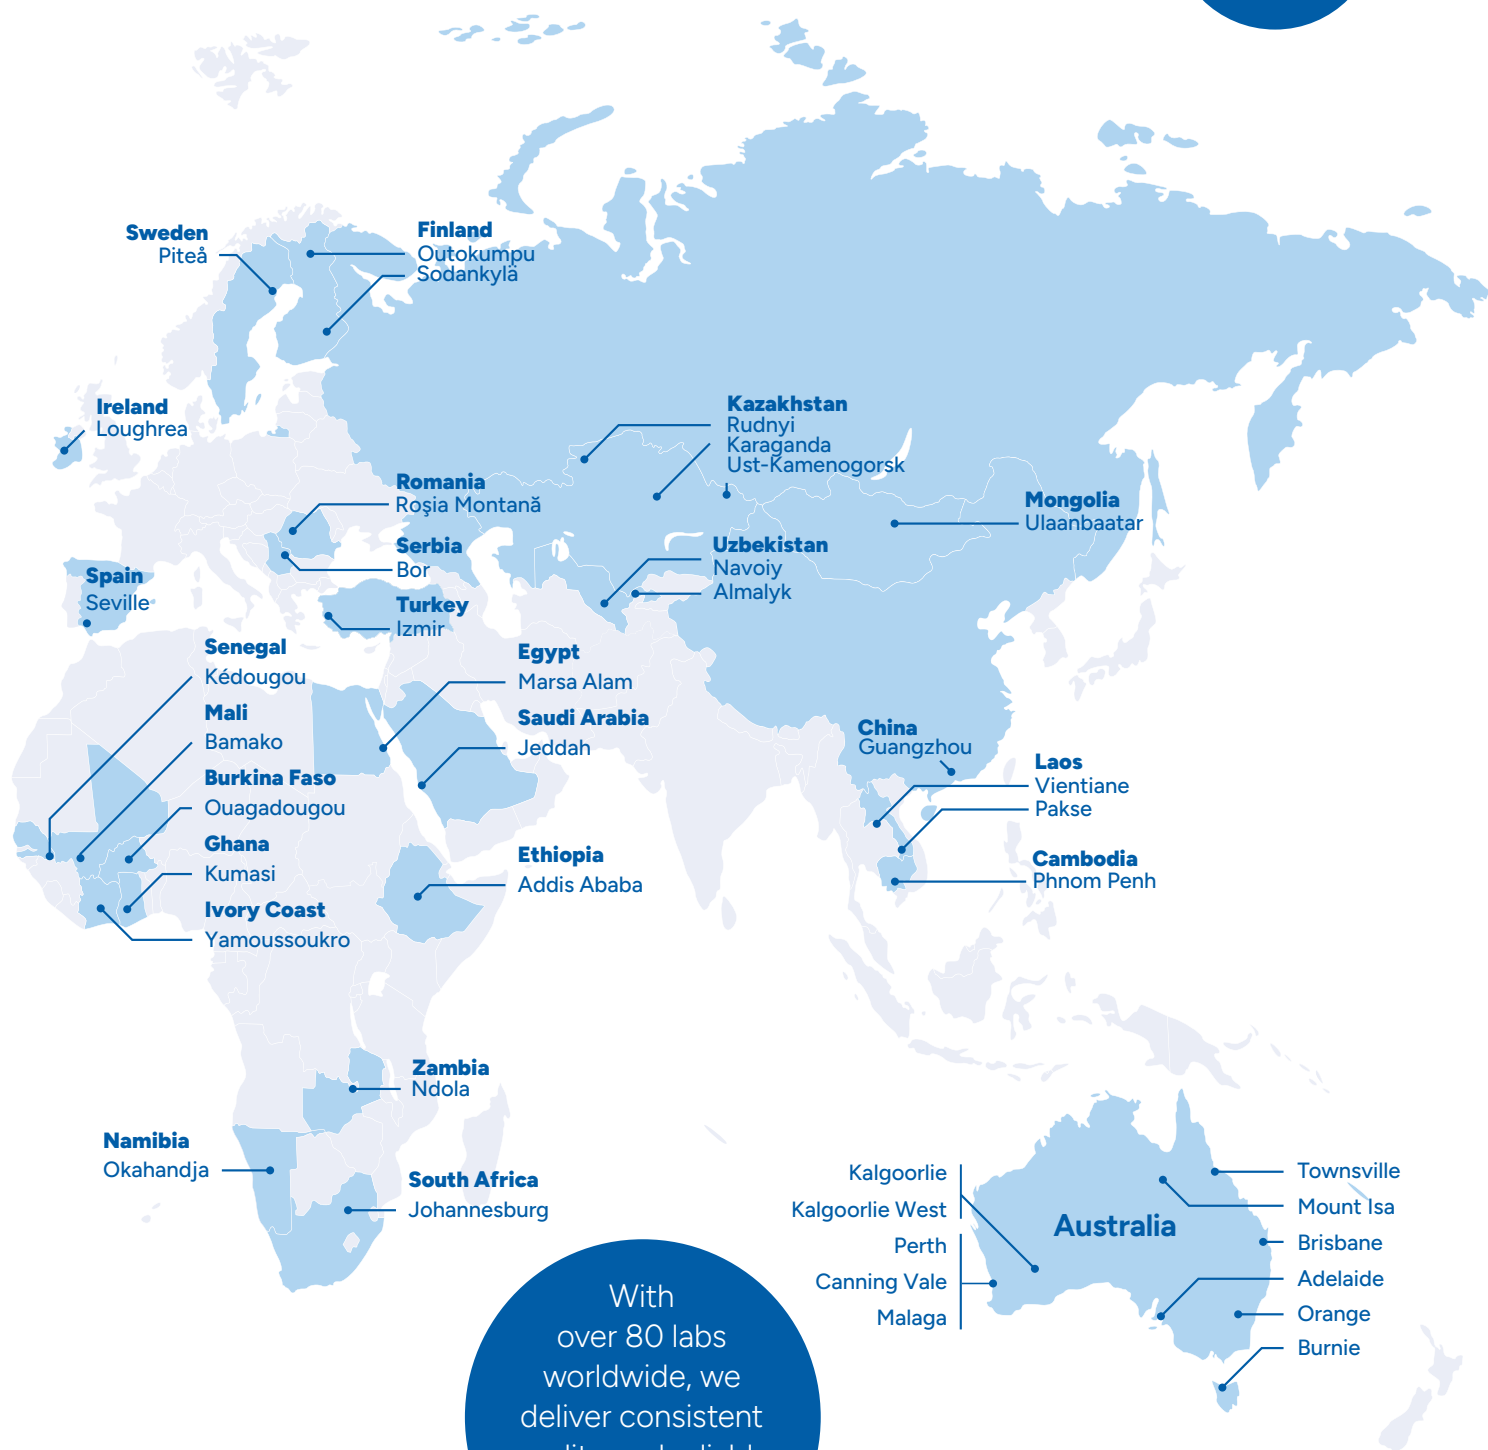 Sweden
Piteå
Finland
Outokumpu
Sodankylä
Ireland
Loughrea
Kazakhstan
Rudnyi
Karaganda
Ust-Kamenogorsk
Romania
Roşia Montană
Mongolia
Ulaanbaatar
Serbia
Bor
Uzbekistan
Navoiy
Almalyk
Spain
Seville
Turkey
Izmir
Senegal
Kédougou
Mali
Bamako
Burkina Faso
Ouagadougou
Ghana
Kumasi
Ivory Coast
Yamoussoukro
Egypt
Marsa Alam
Saudi Arabia
Jeddah
Ethiopia
Addis Ababa
China
Guangzhou
Laos
Vientiane
Pakse
Cambodia
Phnom Penh
Zambia
Ndola
Namibia
Okahandja
South Africa
Johannesburg
Kalgoorlie
Kalgoorlie West
Perth
Canning Vale
Malaga
Australia
Townsville
Mount Isa
Brisbane
Adelaide
Orange
Burnie
With
over 80 labs
worldwide, we
deliver consistent